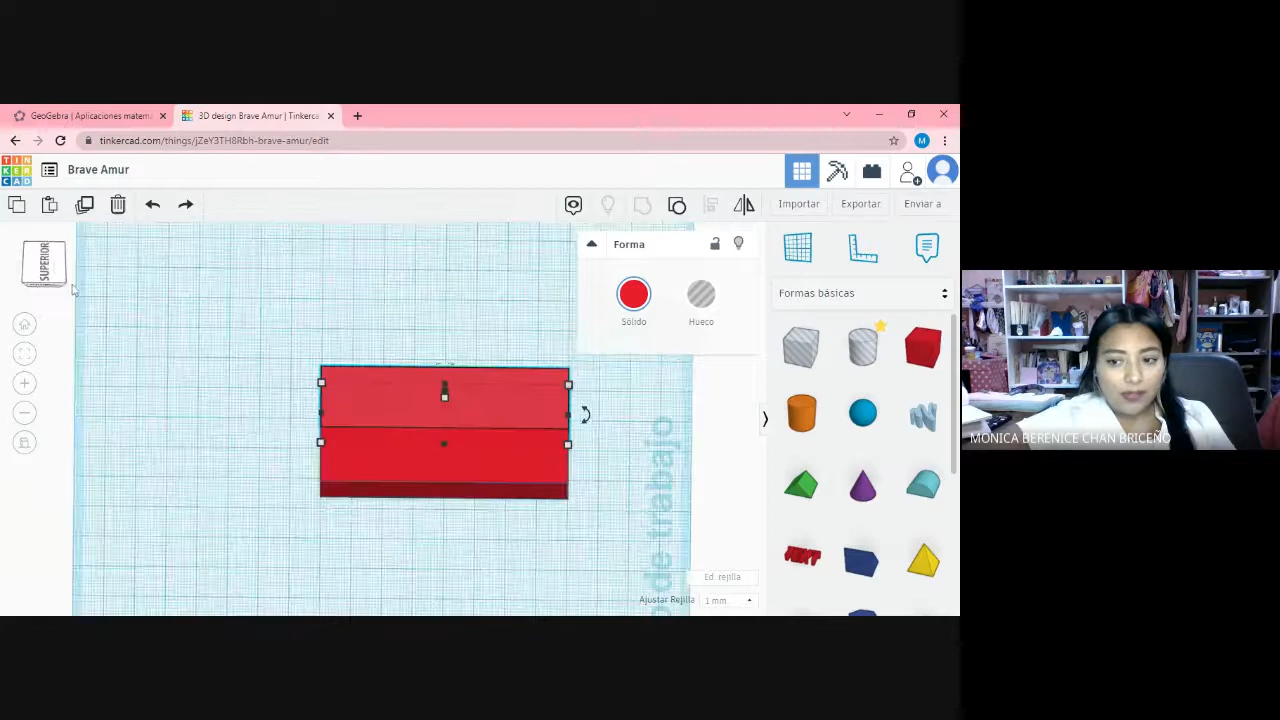 GeoGebra | Aplicaciones matem
3D design Brave Amur | Tinkerca
tinkercad.com/things/jZeY3TH8Rbh-brave-amur/edit
M
TIN
KER
CAD
Brave Amur
Importar
Exportar
Enviar a
SUPERIOR
Forma
Sólido
Hueco
Formas básicas
TEXT
o de trabajo
Ed. rejilla
Ajustar Rejilla
1 mm
MONICA BERENICE CHAN BRICEÑO